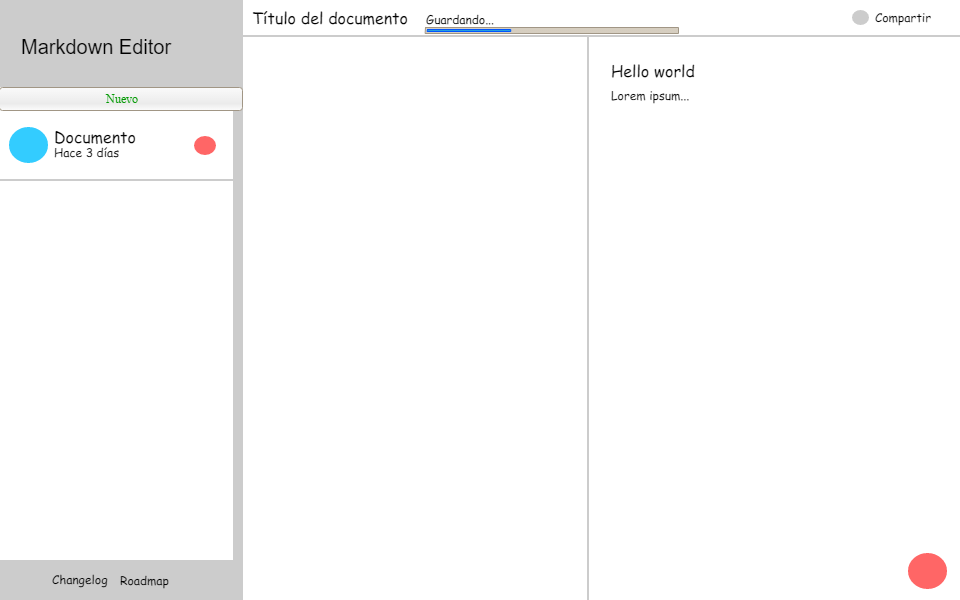 Markdown Editor
Nuevo
Documento
Hace 3 días
Changelog Roadmap
Título del documento
Guardando...
Compartir
Hello world
Lorem ipsum...